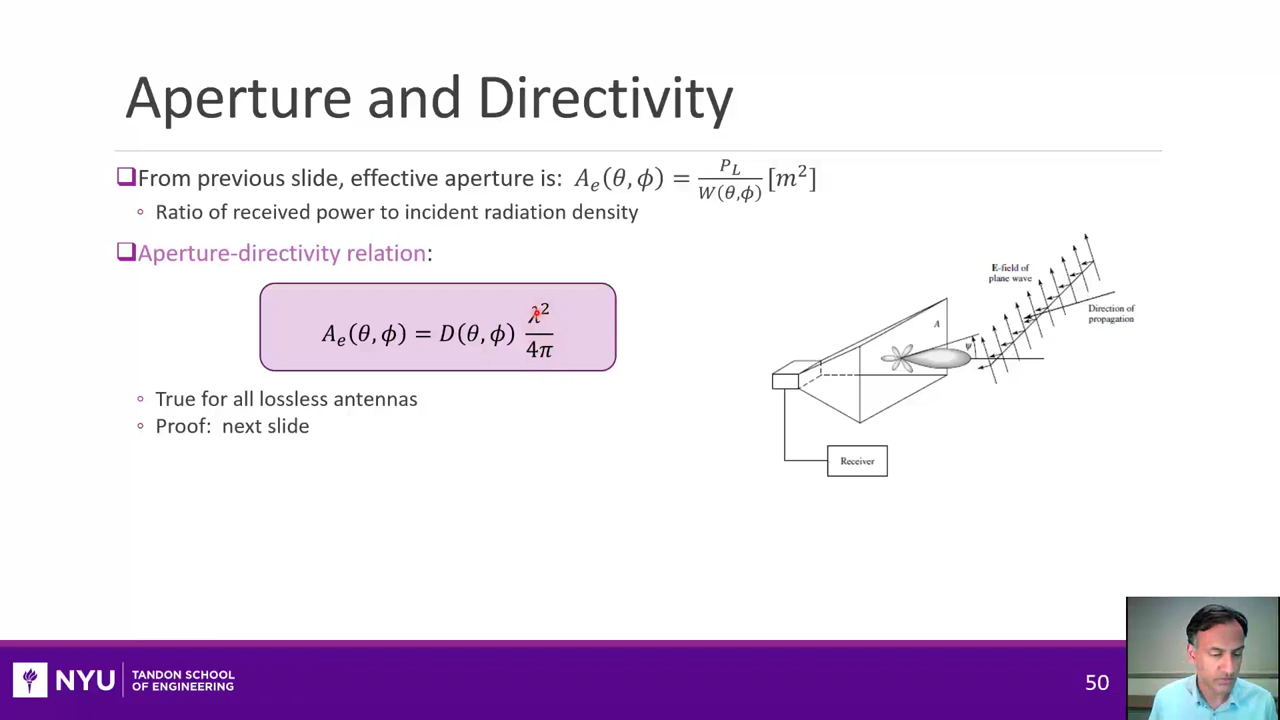 Aperture and Directivity
❑From previous slide, effective aperture is: Aₑ(θ,ϕ) = P_L / W(θ,ϕ) [m²]
◦ Ratio of received power to incident radiation density
❑Aperture-directivity relation:
Aₑ(θ,ϕ) = D(θ,ϕ) λ² / 4π
◦ True for all lossless antennas
◦ Proof: next slide
E-field of
plane wave
Direction of
propagation
A
ψ
Receiver
NYU
TANDON SCHOOL
OF ENGINEERING
50